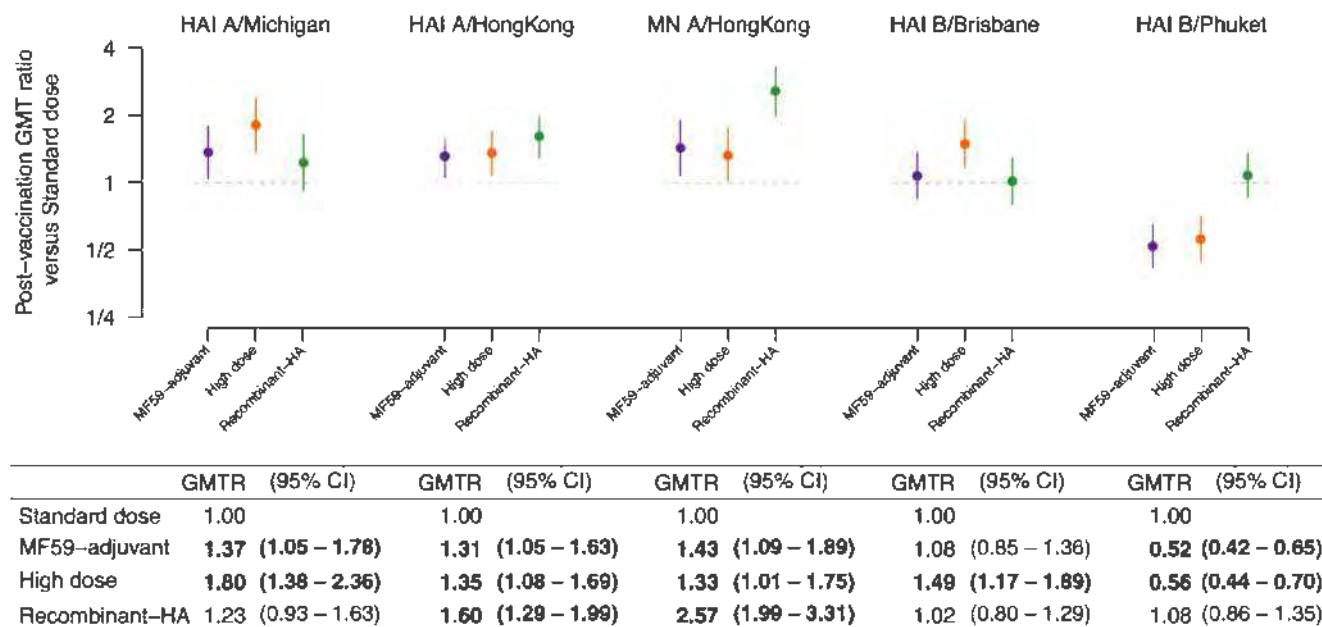 HAI A/Michigan HAI A/HongKong MN A/HongKong HAI B/Brisbane HAI B/Phuket
Post-vaccination GMT ratio
versus Standard dose
4
2
1
1/2
1/4
MF59-adjuvant High dose Recombinant-HA MF59-adjuvant High dose Recombinant-HA MF59-adjuvant High dose Recombinant-HA MF59-adjuvant High dose Recombinant-HA MF59-adjuvant High dose Recombinant-HA
GMTR (95% CI) GMTR (95% CI) GMTR (95% CI) GMTR (95% CI) GMTR (95% CI)
Standard dose 1.00 1.00 1.00 1.00 1.00
MF59-adjuvant 1.37 (1.05 – 1.78) 1.31 (1.05 – 1.63) 1.43 (1.09 – 1.89) 1.08 (0.85 – 1.36) 0.52 (0.42 – 0.65)
High dose 1.80 (1.38 – 2.36) 1.35 (1.08 – 1.69) 1.33 (1.01 – 1.75) 1.49 (1.17 – 1.89) 0.56 (0.44 – 0.70)
Recombinant-HA 1.23 (0.93 – 1.63) 1.60 (1.29 – 1.99) 2.57 (1.99 – 3.31) 1.02 (0.80 – 1.29) 1.08 (0.86 – 1.35)